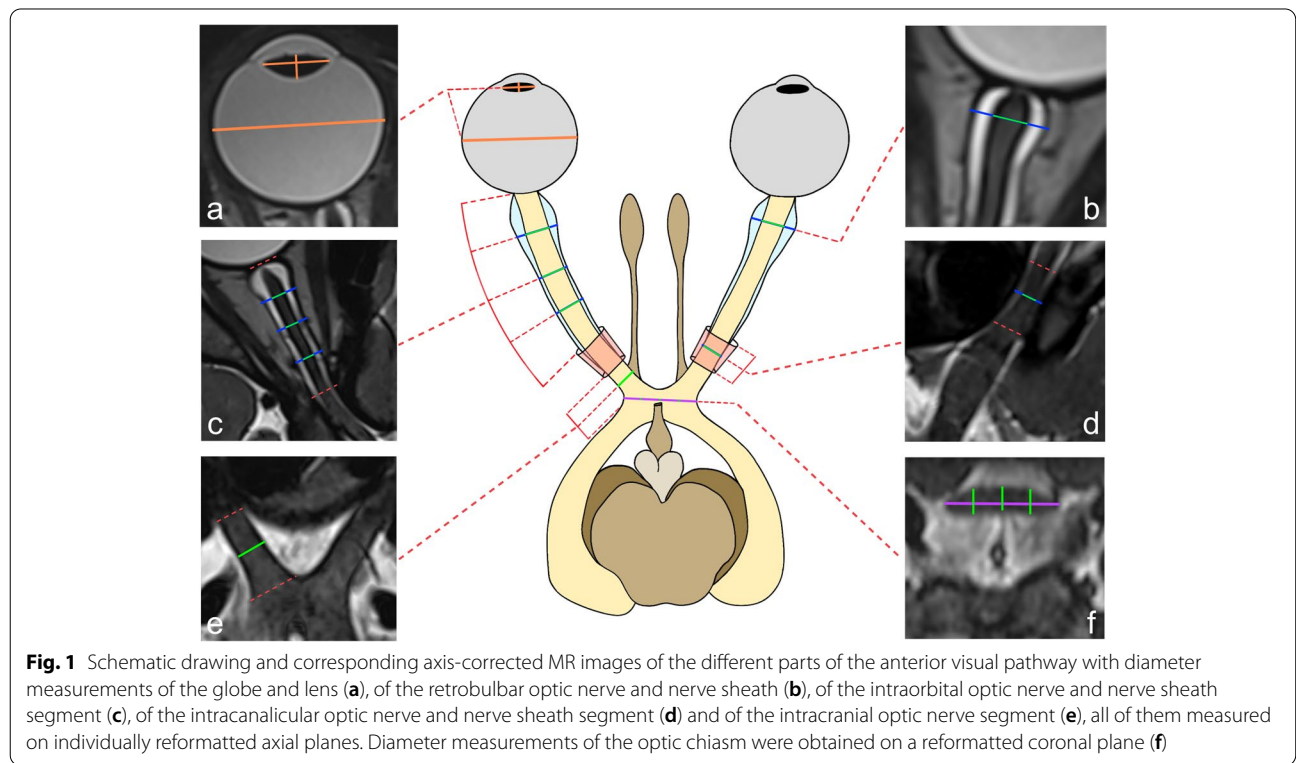 a
b
c
d
e
f
Fig. 1 Schematic drawing and corresponding axis-corrected MR images of the different parts of the anterior visual pathway with diameter
measurements of the globe and lens (a), of the retrobulbar optic nerve and nerve sheath (b), of the intraorbital optic nerve and nerve sheath
segment (c), of the intracanalicular optic nerve and nerve sheath segment (d) and of the intracranial optic nerve segment (e), all of them measured
on individually reformatted axial planes. Diameter measurements of the optic chiasm were obtained on a reformatted coronal plane (f)